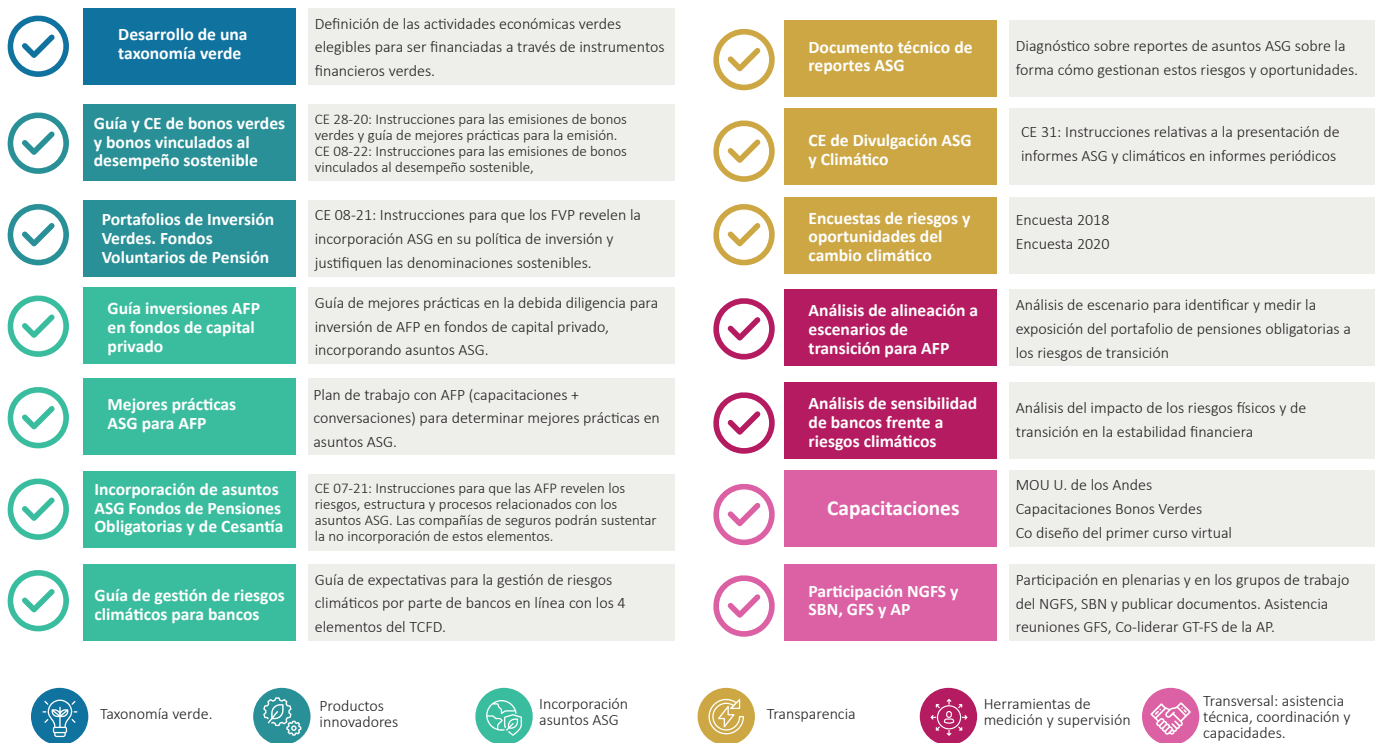 Desarrollo de una
taxonomía verde
Definición de las actividades económicas verdes
elegibles para ser financiadas a través de instrumentos
financieros verdes.
Guía y CE de bonos verdes
y bonos vinculados al
desempeño sostenible
CE 28-20: Instrucciones para las emisiones de bonos
verdes y guía de mejores prácticas para la emisión.
CE 08-22: Instrucciones para las emisiones de bonos
vinculados al desempeño sostenible,
Portafolios de Inversión
Verdes. Fondos
Voluntarios de Pensión
CE 08-21: Instrucciones para que los FVP revelen la
incorporación ASG en su política de inversión y
justifiquen las denominaciones sostenibles.
Guía inversiones AFP
en fondos de capital
privado
Guía de mejores prácticas en la debida diligencia para
inversión de AFP en fondos de capital privado,
incorporando asuntos ASG.
Mejores prácticas
ASG para AFP
Plan de trabajo con AFP (capacitaciones +
conversaciones) para determinar mejores prácticas en
asuntos ASG.
Incorporación de asuntos
ASG Fondos de Pensiones
Obligatorias y de Cesantía
CE 07-21: Instrucciones para que las AFP revelen los
riesgos, estructura y procesos relacionados con los
asuntos ASG. Las compañías de seguros podrán sustentar
la no incorporación de estos elementos.
Guía de gestión de riesgos
climáticos para bancos
Guía de expectativas para la gestión de riesgos
climáticos por parte de bancos en línea con los 4
elementos del TCFD.
Documento técnico de
reportes ASG
Diagnóstico sobre reportes de asuntos ASG sobre la
forma cómo gestionan estos riesgos y oportunidades.
CE de Divulgación ASG
y Climático
CE 31: Instrucciones relativas a la presentación de
informes ASG y climáticos en informes periódicos
Encuestas de riesgos y
oportunidades del
cambio climático
Encuesta 2018
Encuesta 2020
Análisis de alineación a
escenarios de
transición para AFP
Análisis de escenario para identificar y medir la
exposición del portafolio de pensiones obligatorias a
los riesgos de transición
Análisis de sensibilidad
de bancos frente a
riesgos climáticos
Análisis del impacto de los riesgos físicos y de
transición en la estabilidad financiera
Capacitaciones
MOU U. de los Andes
Capacitaciones Bonos Verdes
Co diseño del primer curso virtual
Participación NGFS y
SBN, GFS y AP
Participación en plenarias y en los grupos de trabajo
del NGFS, SBN y publicar documentos. Asistencia
reuniones GFS, Co-liderar GT-FS de la AP.
Taxonomía verde.
Productos
innovadores
Incorporación
asuntos ASG
Transparencia
Herramientas de
medición y supervisión
Transversal: asistencia
técnica, coordinación y
capacidades.